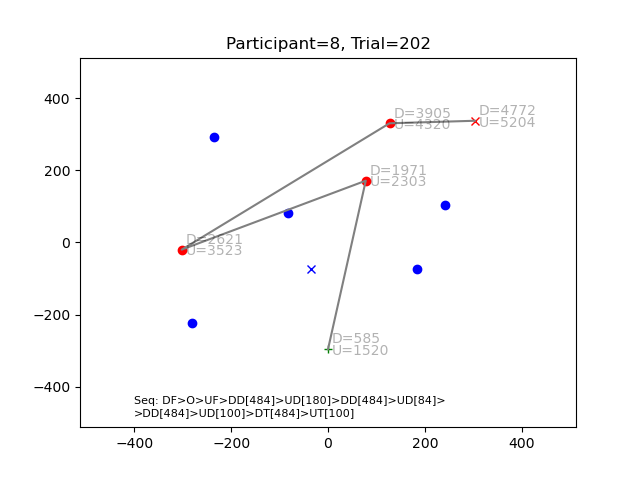 Participant=8, Trial=202
400
200
0
−200
−400
D=4772
U=5204
D=3905
U=4320
D=1971
U=2303
D=2621
U=3523
D=585
U=1520
Seq: DF>O>UF>DD[484]>UD[180]>DD[484]>UD[84]>
>DD[484]>UD[100]>DT[484]>UT[100]
−400 −200 0 200 400